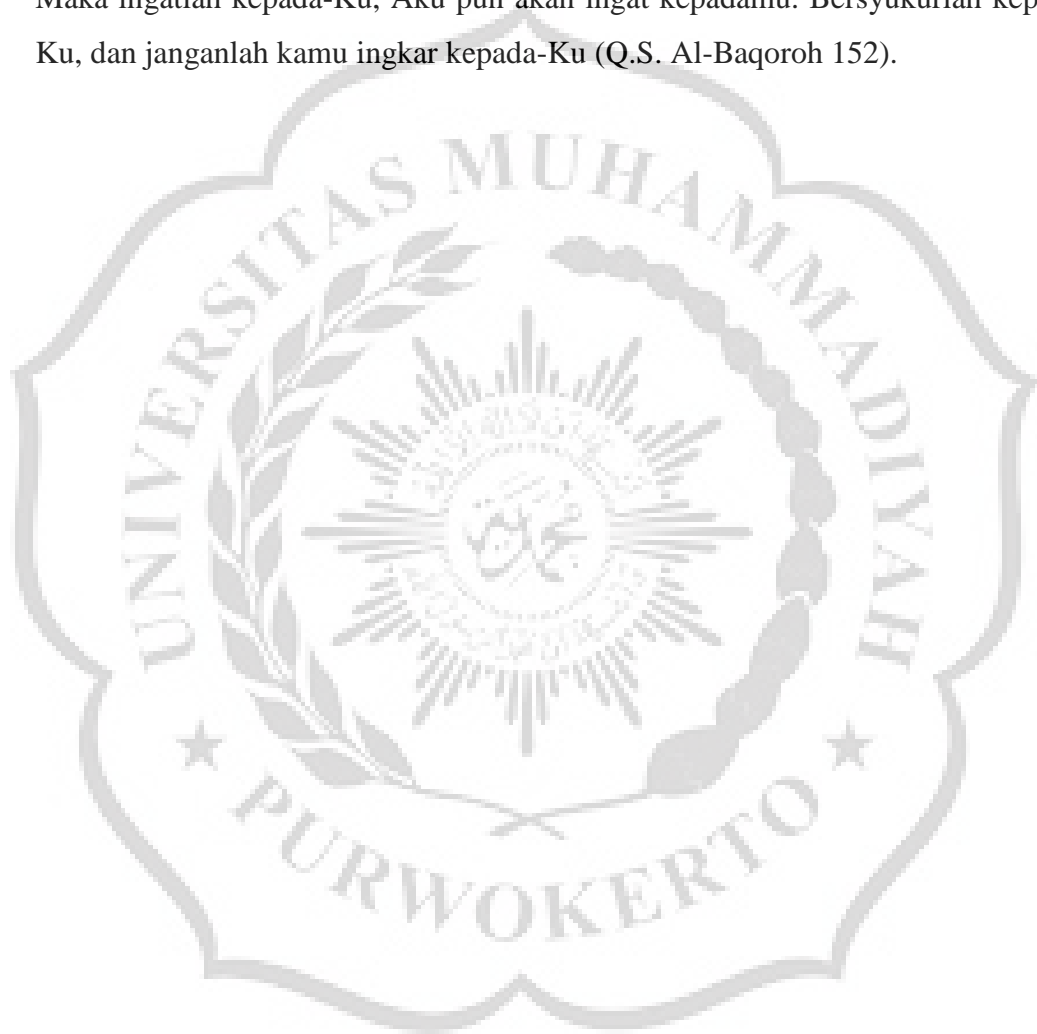 Maka ingatlah kepada-Ku, Aku pun akan ingat kepadamu. Bersyukurlah kep
Ku, dan janganlah kamu ingkar kepada-Ku (Q.S. Al-Baqoroh 152).
UNIVERSITAS MUHAMMADIYAH
PURWOKERTO